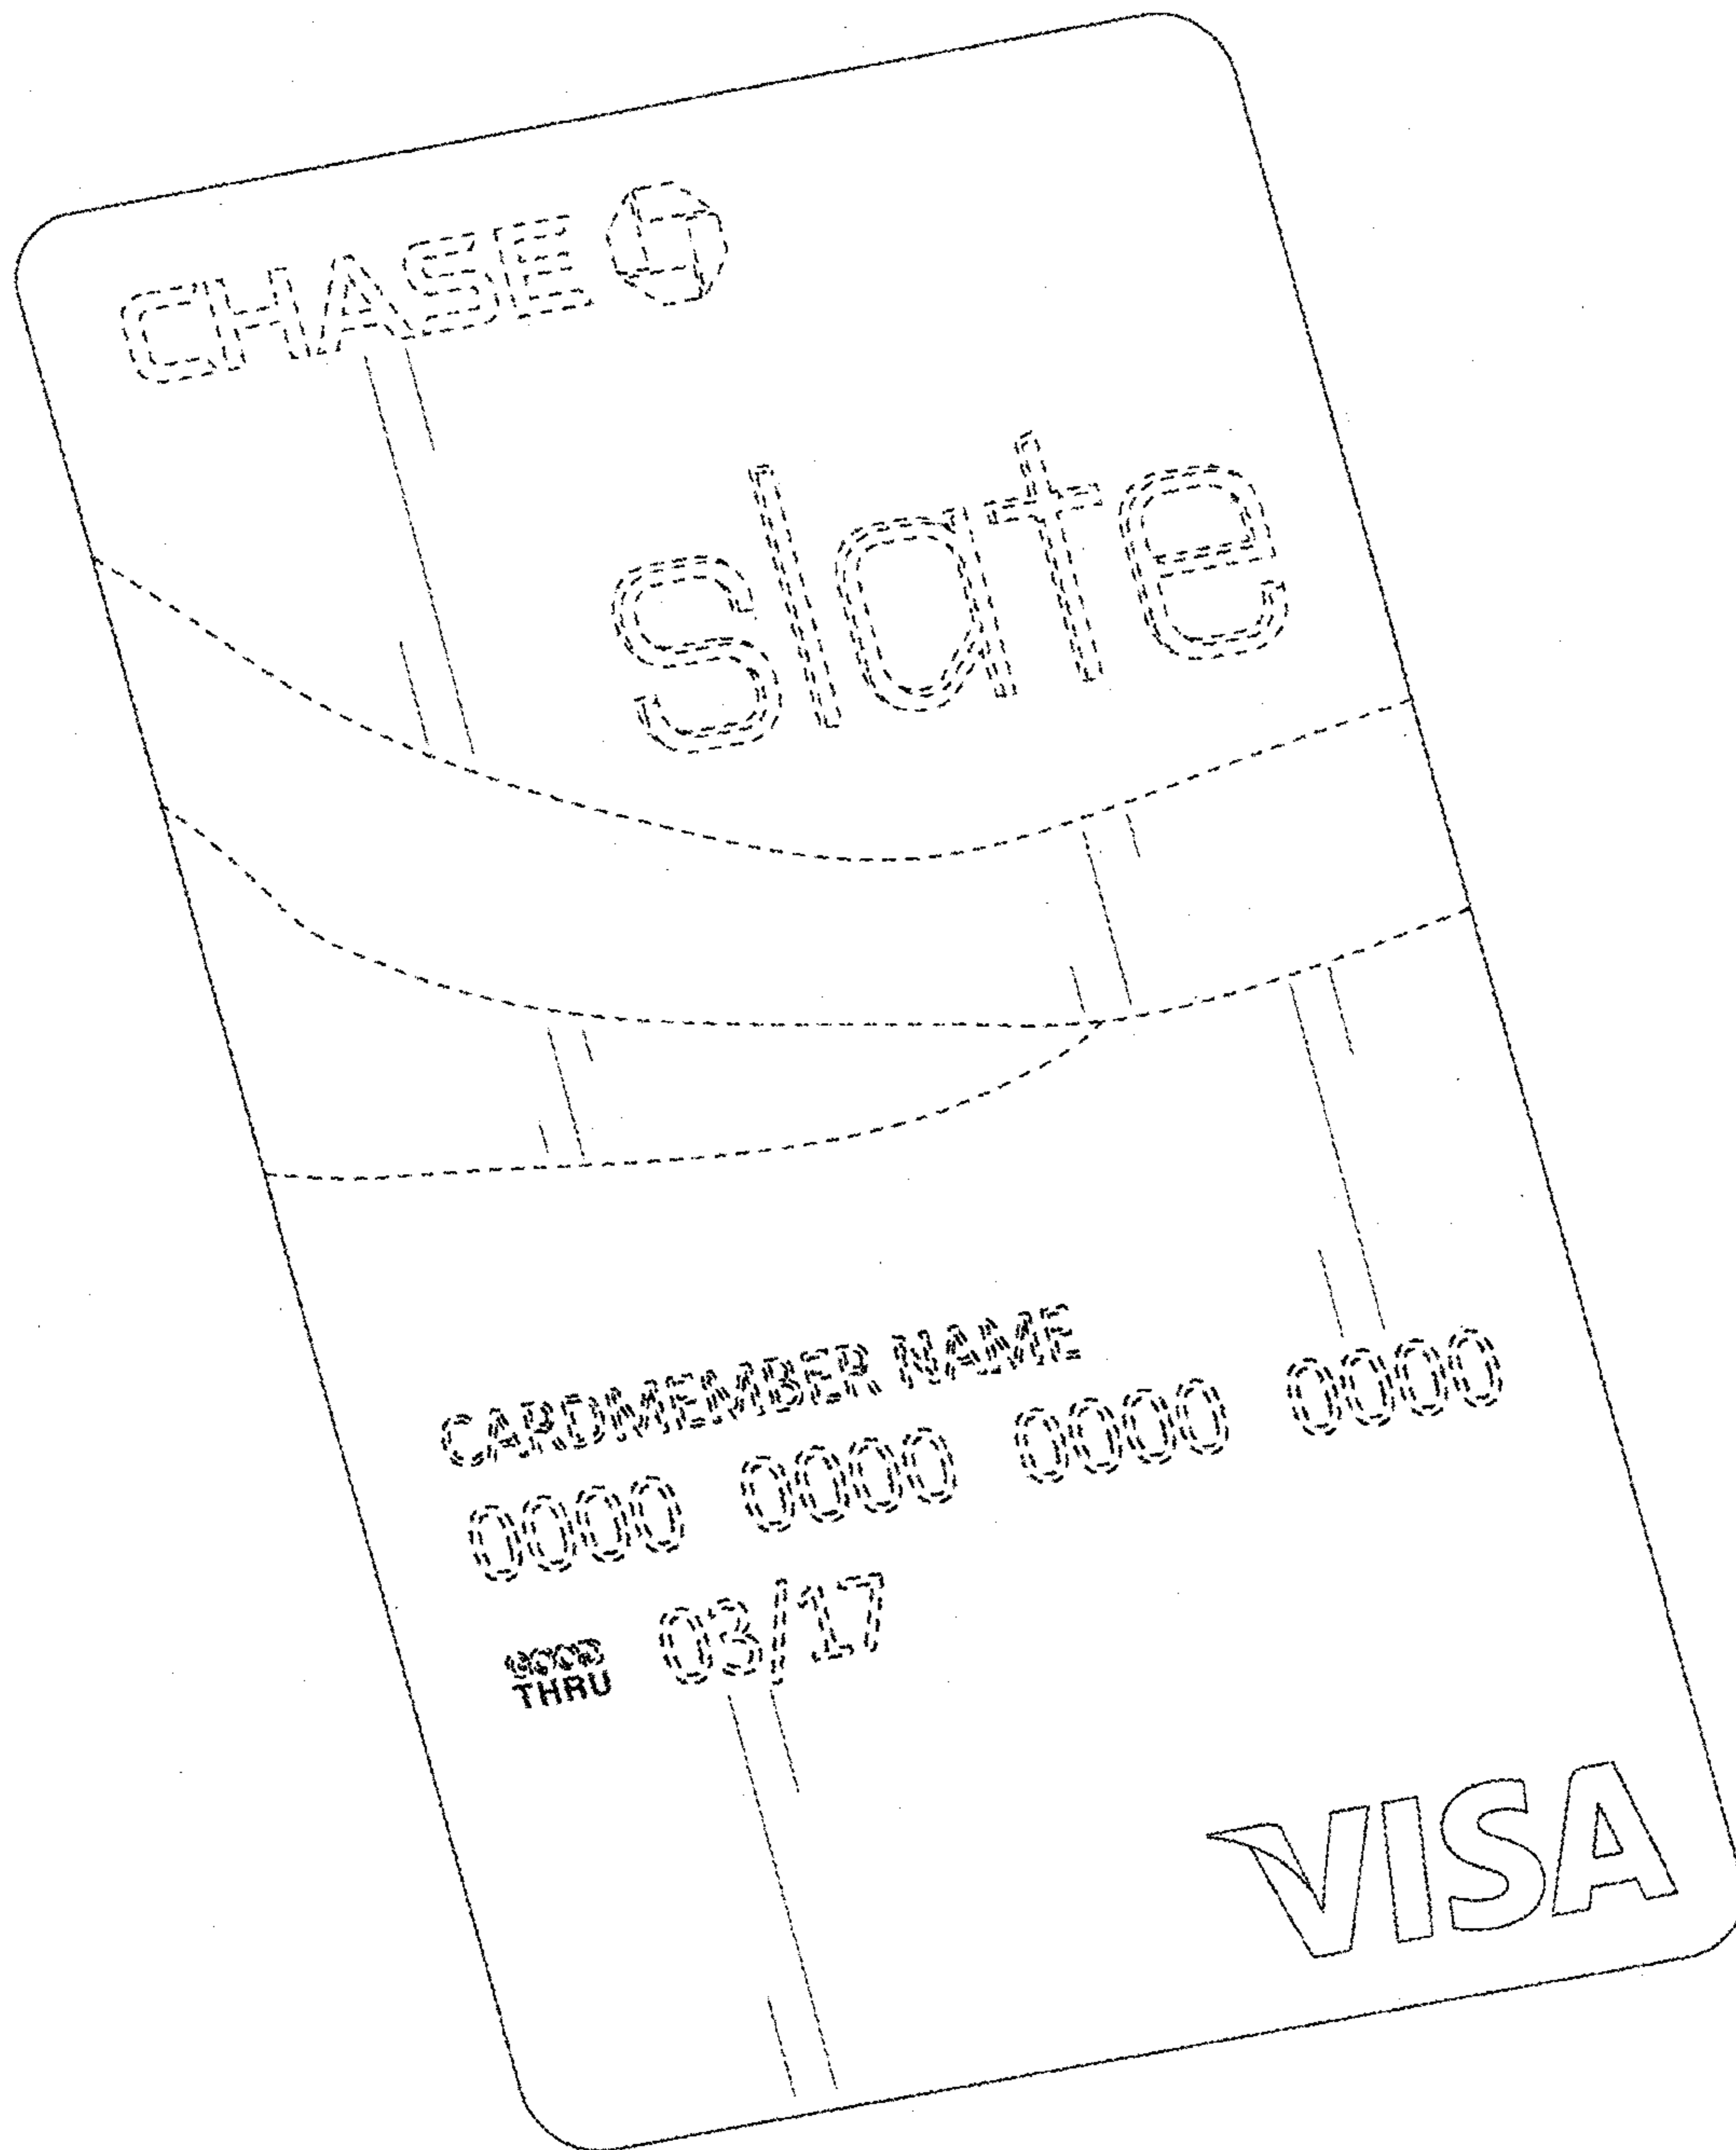 CHASE
slate
CARDMEMBER NAME
0000 0000 0000 0000
GOOD
THRU 03/17
VISA